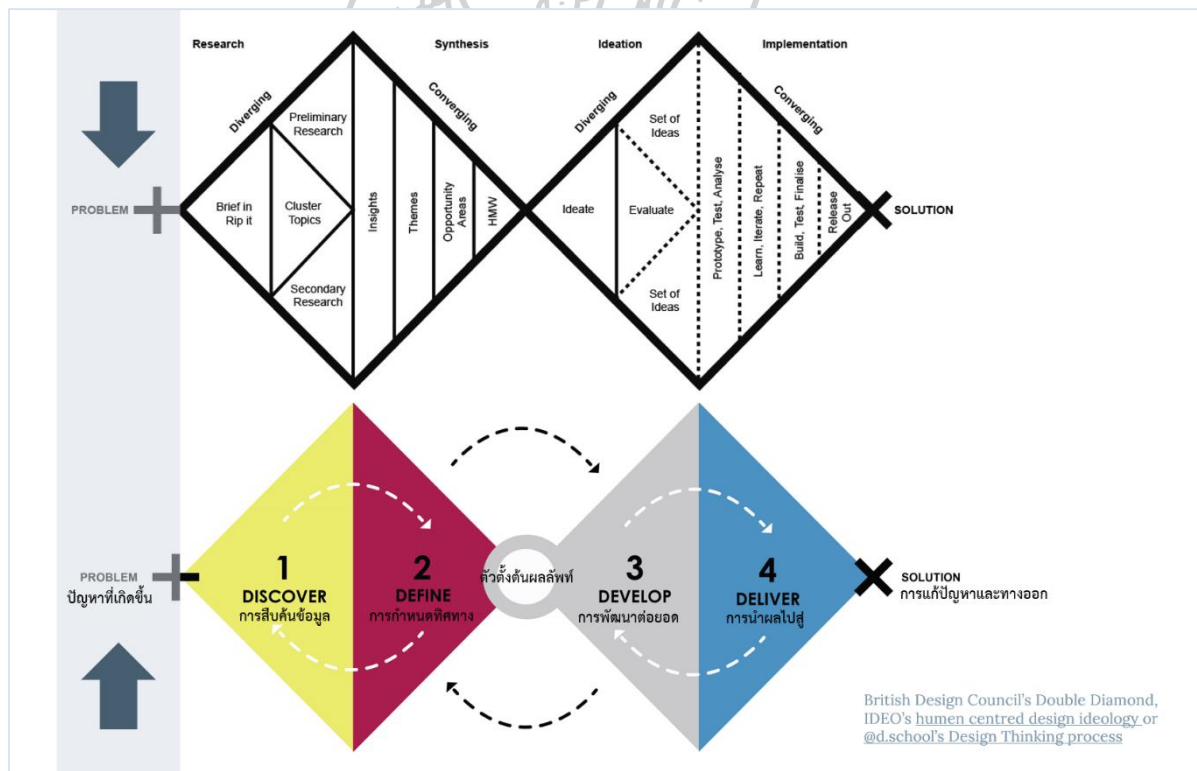 Research
Synthesis
Ideation
Implementation
Diverging
Converging
Diverging
Converging
Preliminary
Research
Set of
Ideas
PROBLEM
Brief in
Rip it
Cluster
Topics
Insights
Themes
Opportunity
Areas
HMW
Ideate
Evaluate
Prototype, Test, Analyse
Learn, Iterate, Repeat
Build, Test, Finalise
Release
Out
SOLUTION
Secondary
Research
Set of
Ideas
PROBLEM
ปัญหาที่เกิดขึ้น
1
DISCOVER
การสืบค้นข้อมูล
2
DEFINE
การกำหนดทิศทาง
ตัวตั้งต้นผลลัพท์
3
DEVELOP
การพัฒนาต่อยอด
4
DELIVER
การนำผลไปสู่
SOLUTION
การแก้ปัญหาและทางออก
British Design Council's Double Diamond,
IDEO's humen centred design ideology or
@d.school's Design Thinking process